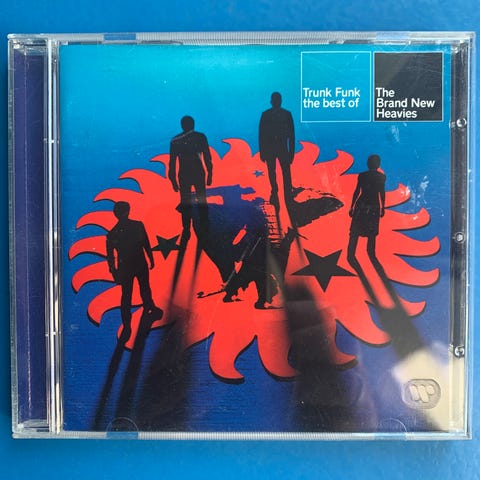 Trunk Funk
the best of
The
Brand New
Heavies